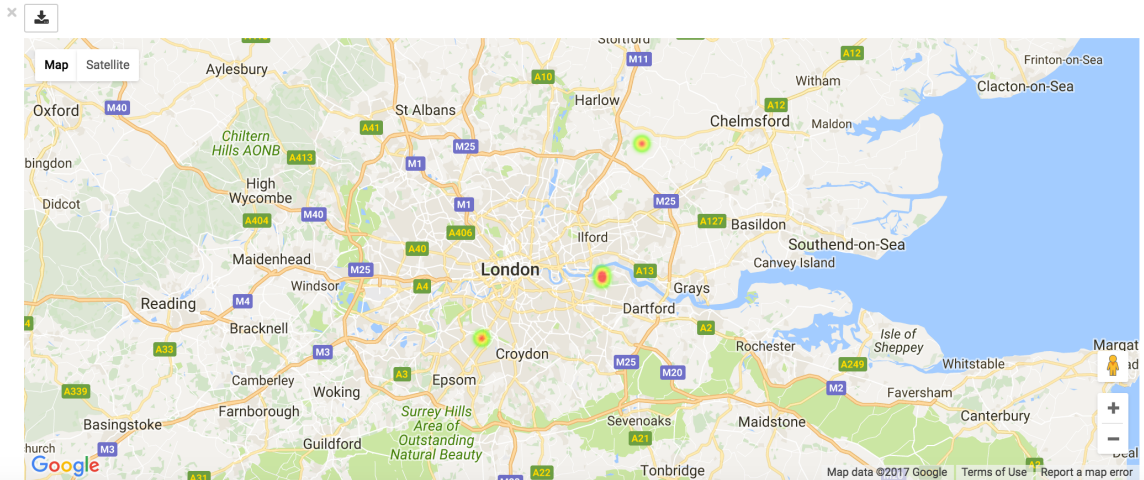 Stortford
Map
Satellite
M11
A12
Frinton-on-Sea
Aylesbury
A10
Witham
Clacton-on-Sea
Oxford
M40
St Albans
Harlow
A12
Chelmsford
Maldon
A41
Chiltern
Hills AONB
M25
A413
M1
bingdon
High
Wycombe
Didcot
M40
M1
M25
A404
A406
A127
Basildon
Ilford
Southend-on-Sea
A40
Maidenhead
M25
London
A13
Canvey Island
Windsor
A4
Grays
Reading
M4
Dartford
4
Bracknell
A2
Isle of
Sheppey
A33
M3
Croydon
Rochester
Margat
M25
A249
Whitstable
ad
A3
M20
Camberley
Epsom
M2
A339
Woking
Faversham
Farnborough
Surrey Hills
Area of
Outstanding
Natural Beauty
Canterbury
Basingstoke
Sevenoaks
Maidstone
A21
Guildford
M3
hurch
Deal
Google
A31
A22
Tonbridge
Map data ©2017 Google
Terms of Use
Report a map error